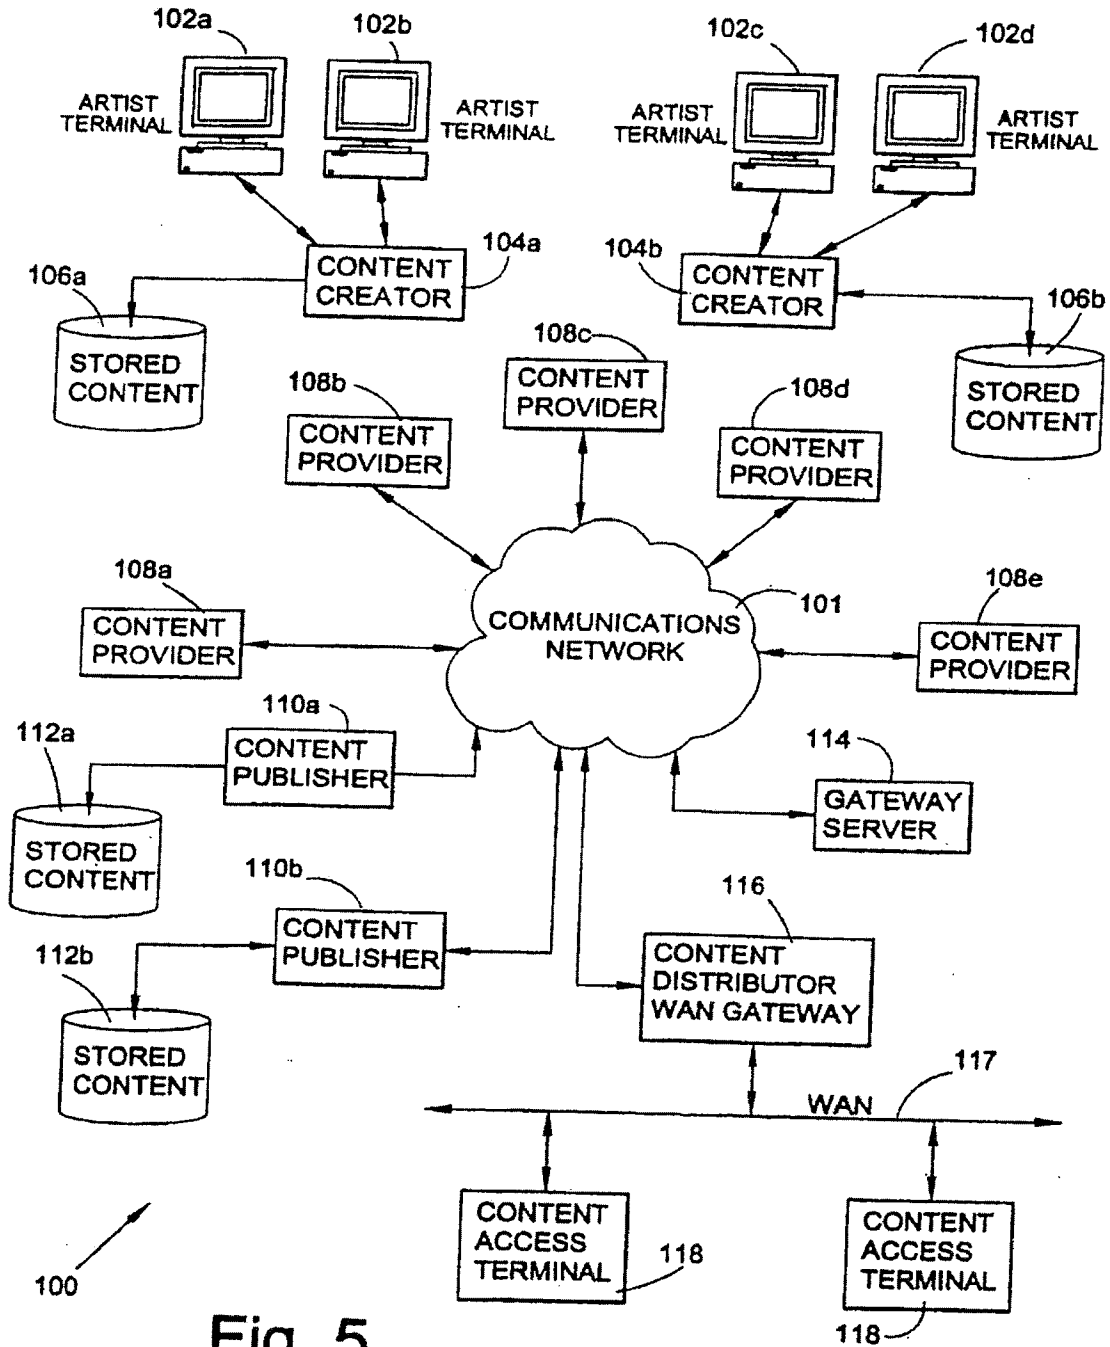 102a
102b
102c
102d
ARTIST
TERMINAL
ARTIST
TERMINAL
ARTIST
TERMINAL
ARTIST
TERMINAL
104a
CONTENT
CREATOR
104b
CONTENT
CREATOR
106a
STORED
CONTENT
106b
STORED
CONTENT
108c
CONTENT
PROVIDER
108b
CONTENT
PROVIDER
108d
CONTENT
PROVIDER
108a
CONTENT
PROVIDER
COMMUNICATIONS
NETWORK
101
108e
CONTENT
PROVIDER
110a
CONTENT
PUBLISHER
112a
STORED
CONTENT
114
GATEWAY
SERVER
110b
CONTENT
PUBLISHER
112b
STORED
CONTENT
116
CONTENT
DISTRIBUTOR
WAN GATEWAY
117
WAN
CONTENT
ACCESS
TERMINAL
118
CONTENT
ACCESS
TERMINAL
118
100
Fig. 5